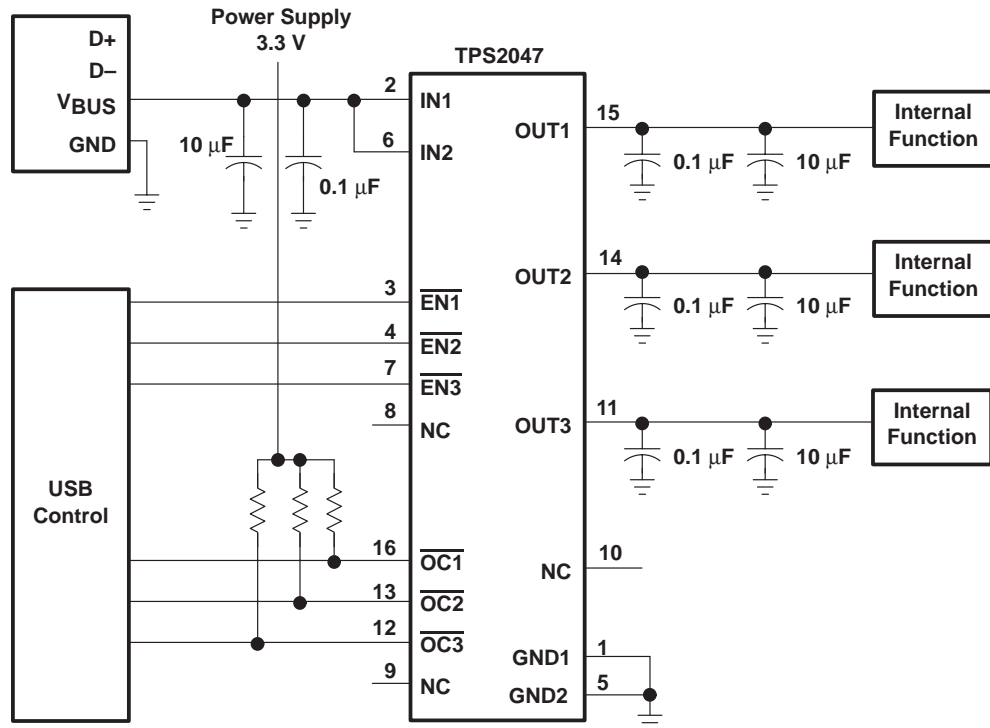 Power Supply
3.3 V
TPS2047
D+
D–
VBUS
GND
10 μF
0.1 μF
2
IN1
6
IN2
3
EN1
4
EN2
7
EN3
8
NC
USB
Control
16
OC1
13
OC2
12
OC3
9
NC
OUT1
15
0.1 μF
10 μF
Internal
Function
OUT2
14
0.1 μF
10 μF
Internal
Function
OUT3
11
0.1 μF
10 μF
Internal
Function
NC
10
GND1
1
GND2
5